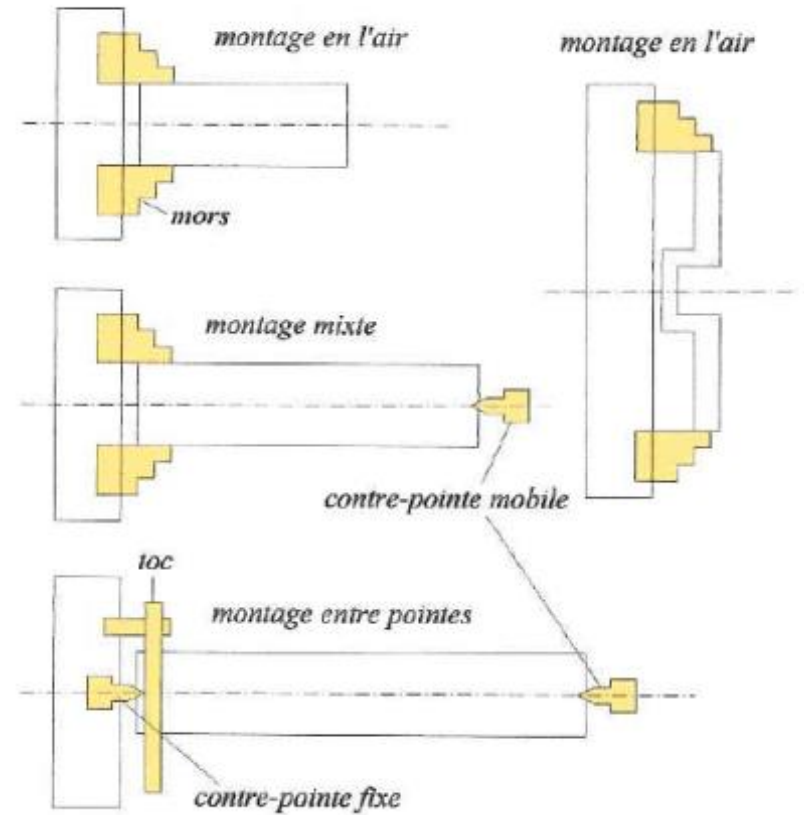 montage en l'air
montage en l'air
mors
montage mixte
contre-pointe mobile
toc
montage entre pointes
contre-pointe fixe